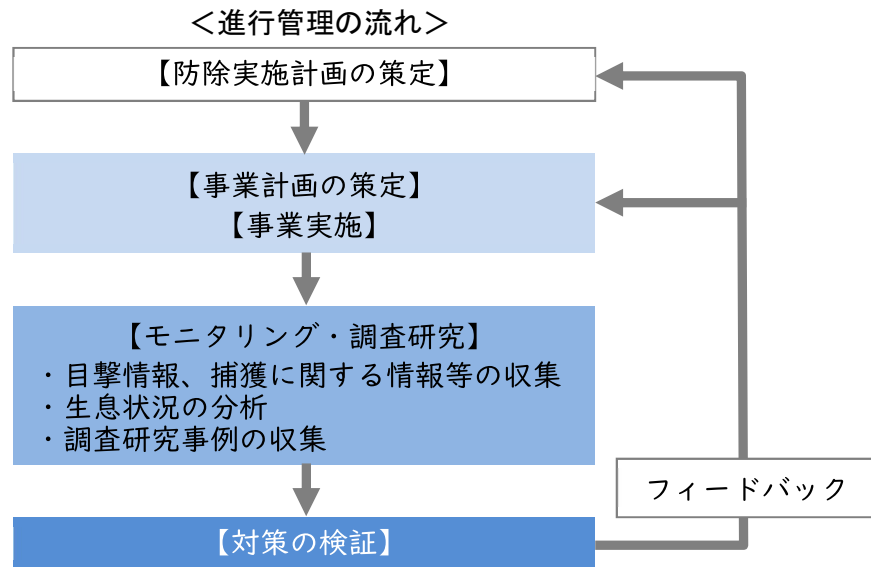 ＜進行管理の流れ＞
【防除実施計画の策定】
【事業計画の策定】
【事業実施】
【モニタリング・調査研究】
・目撃情報、捕獲に関する情報等の収集
・生息状況の分析
・調査研究事例の収集
フィードバック
【対策の検証】